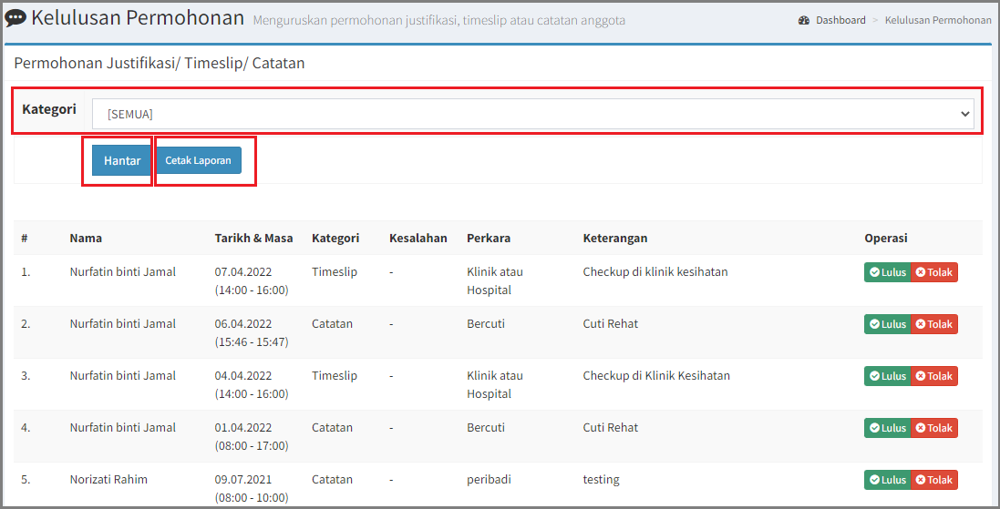 Kelulusan Permohonan Menguruskan permohonan justifikasi, timeslip atau catatan anggota Dashboard > Kelulusan Permohonan
Permohonan Justifikasi/ Timeslip/ Catatan
Kategori [SEMUA]
Hantar Cetak Laporan
# Nama Tarikh & Masa Kategori Kesalahan Perkara Keterangan Operasi
1. Nurfatin binti Jamal 07.04.2022 Timeslip - Klinik atau Checkup di klinik kesihatan Lulus Tolak
(14:00 - 16:00) Hospital
2. Nurfatin binti Jamal 06.04.2022 Catatan - Bercuti Cuti Rehat Lulus Tolak
(15:46 - 15:47)
3. Nurfatin binti Jamal 04.04.2022 Timeslip - Klinik atau Checkup di Klinik Kesihatan Lulus Tolak
(14:00 - 16:00) Hospital
4. Nurfatin binti Jamal 01.04.2022 Catatan - Bercuti Cuti Rehat Lulus Tolak
(08:00 - 17:00)
5. Norizati Rahim 09.07.2021 Catatan - peribadi testing Lulus Tolak
(08:00 - 10:00)